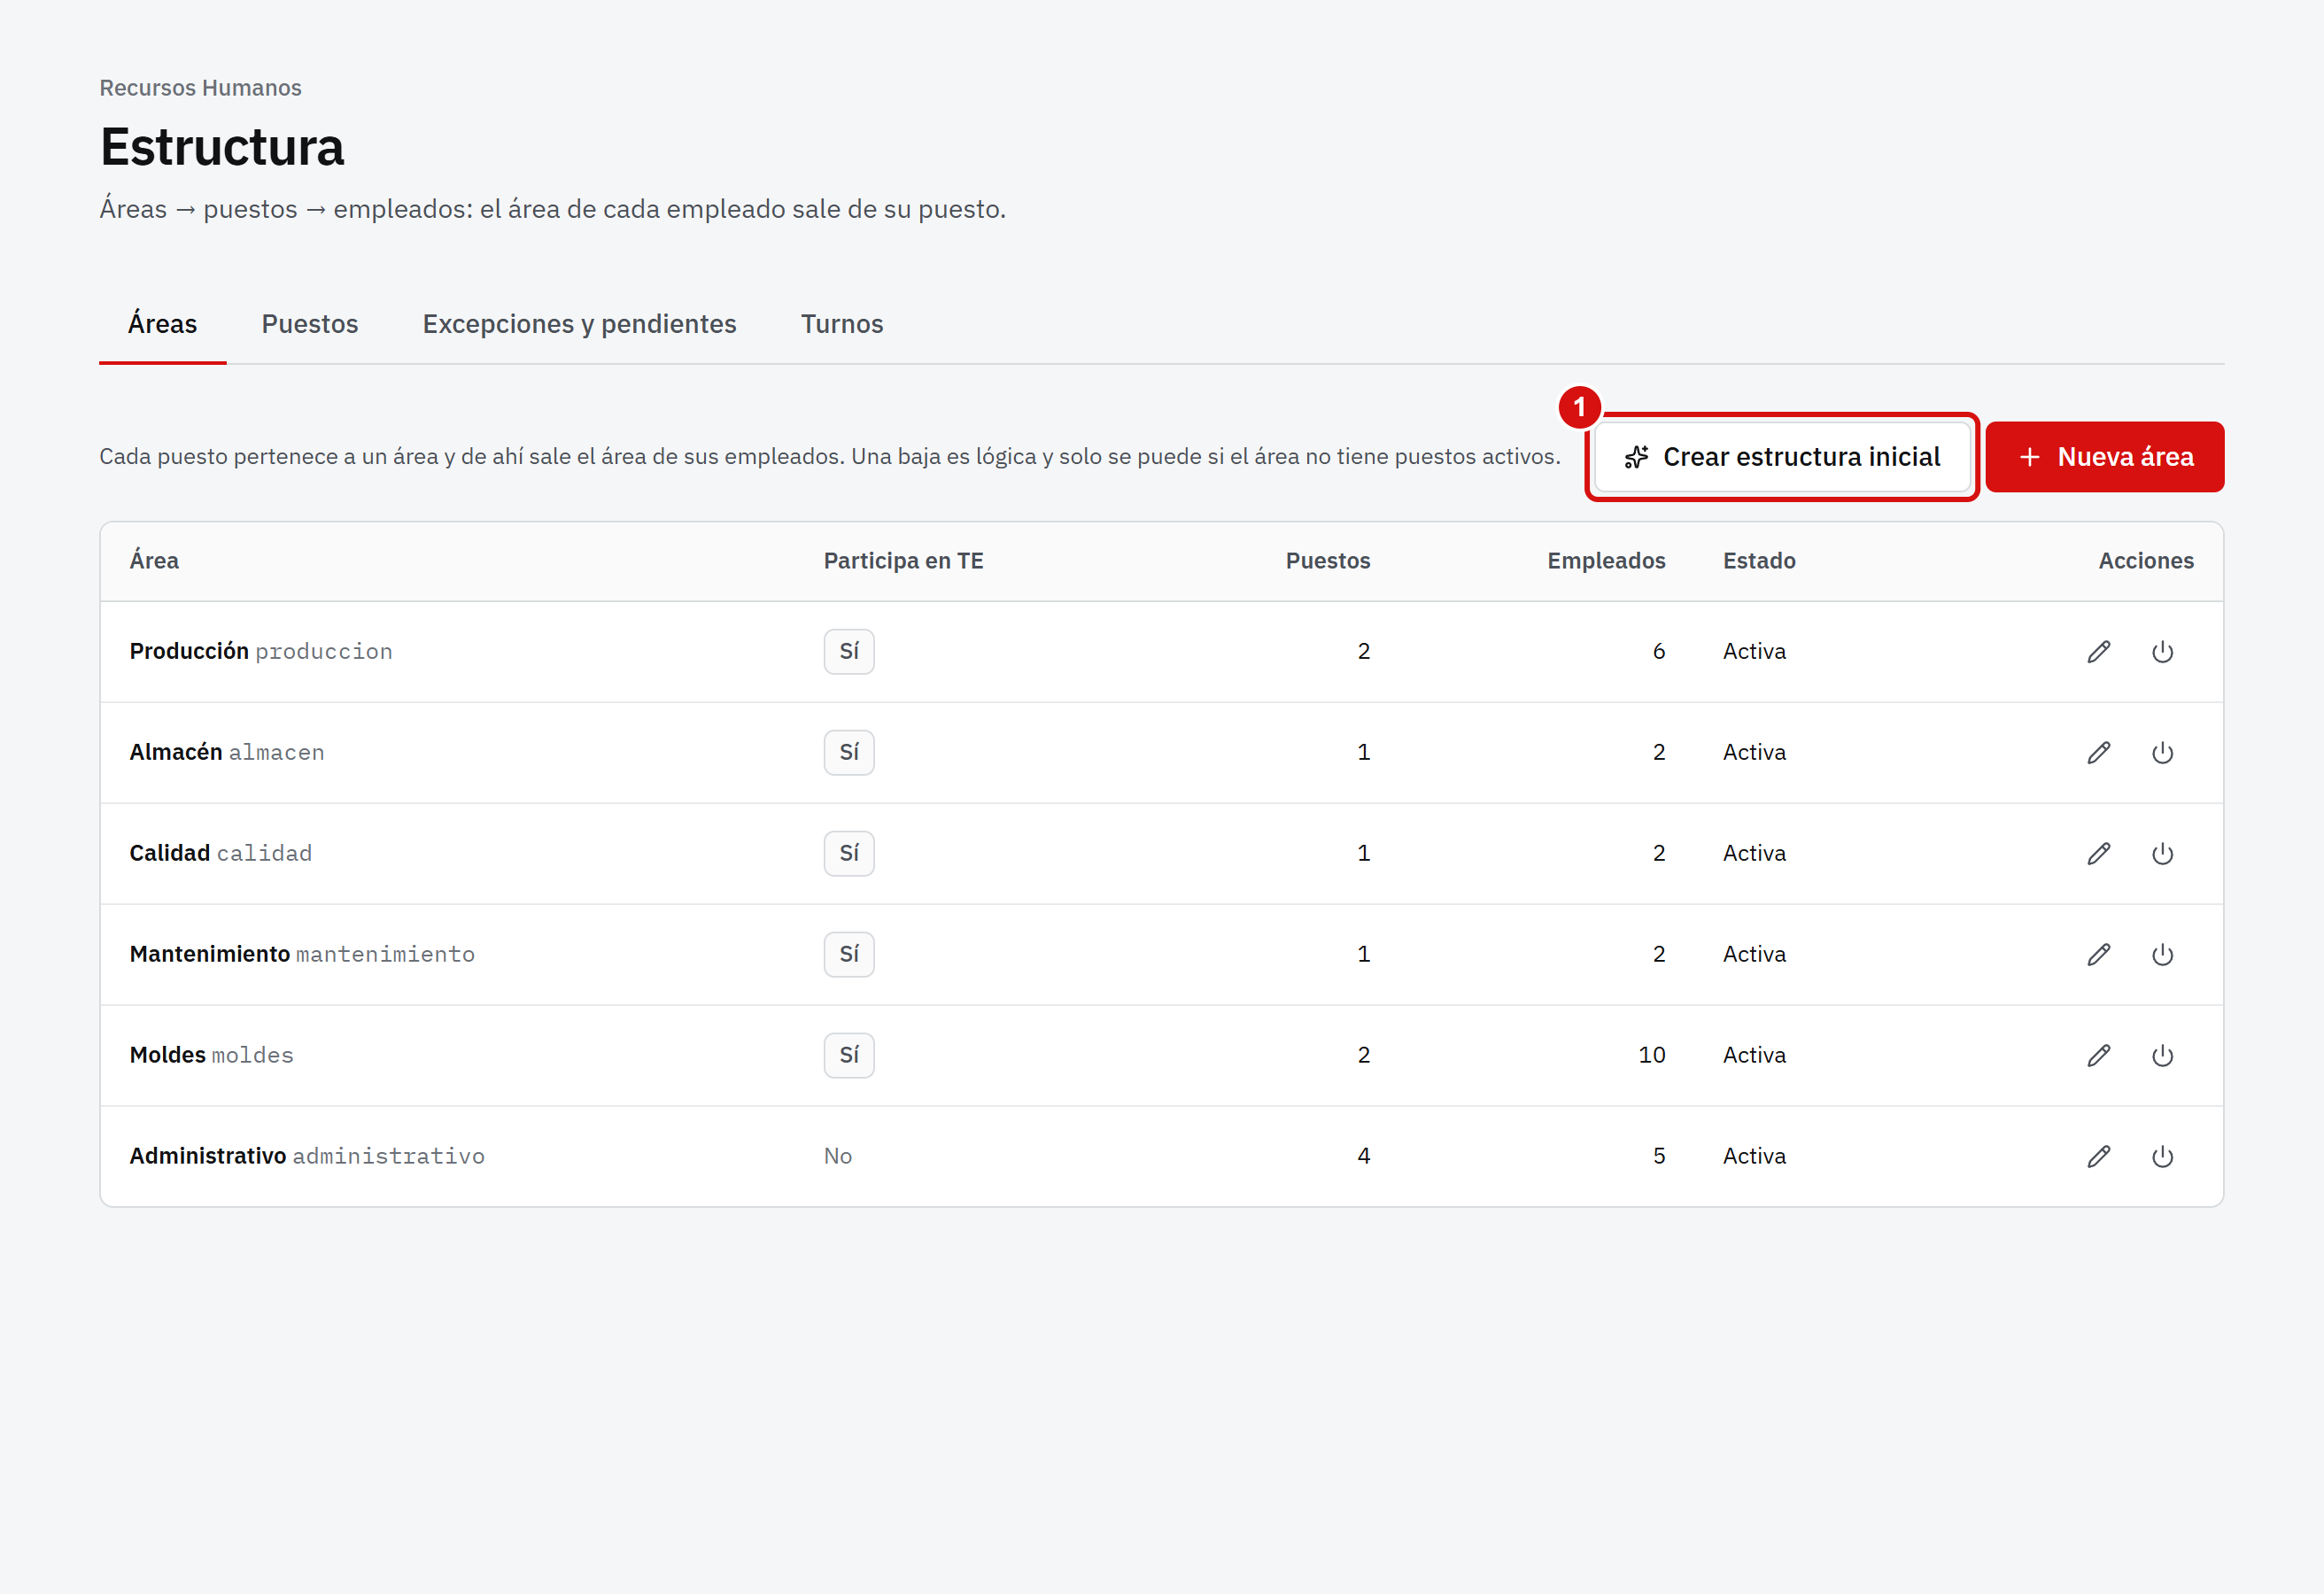 Recursos Humanos
Estructura
Áreas → puestos → empleados: el área de cada empleado sale de su puesto.
Áreas Puestos Excepciones y pendientes Turnos
1
Cada puesto pertenece a un área y de ahí sale el área de sus empleados. Una baja es lógica y solo se puede si el área no tiene puestos activos. Crear estructura inicial + Nueva área
Área Participa en TE Puestos Empleados Estado Acciones
Producción produccion Sí 2 6 Activa
Almacén almacen Sí 1 2 Activa
Calidad calidad Sí 1 2 Activa
Mantenimiento mantenimiento Sí 1 2 Activa
Moldes moldes Sí 2 10 Activa
Administrativo administrativo No 4 5 Activa